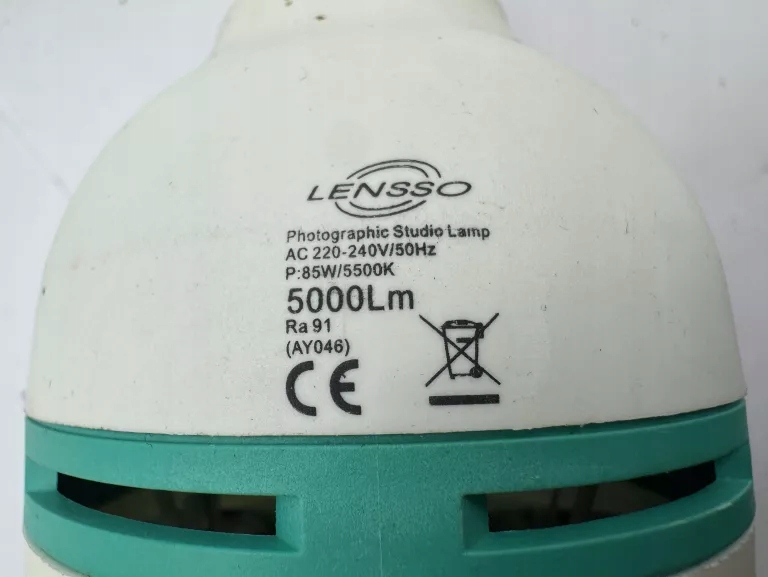 LENSSO
Photographic Studio Lamp
AC 220-240V/50Hz
P:85W/5500K
5000Lm
Ra 91
(AY046)
CE